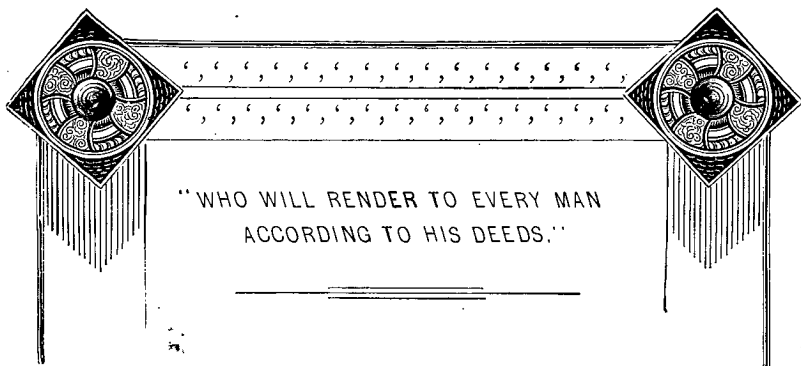 "WHO WILL RENDER TO EVERY MAN
ACCORDING TO HIS DEEDS."